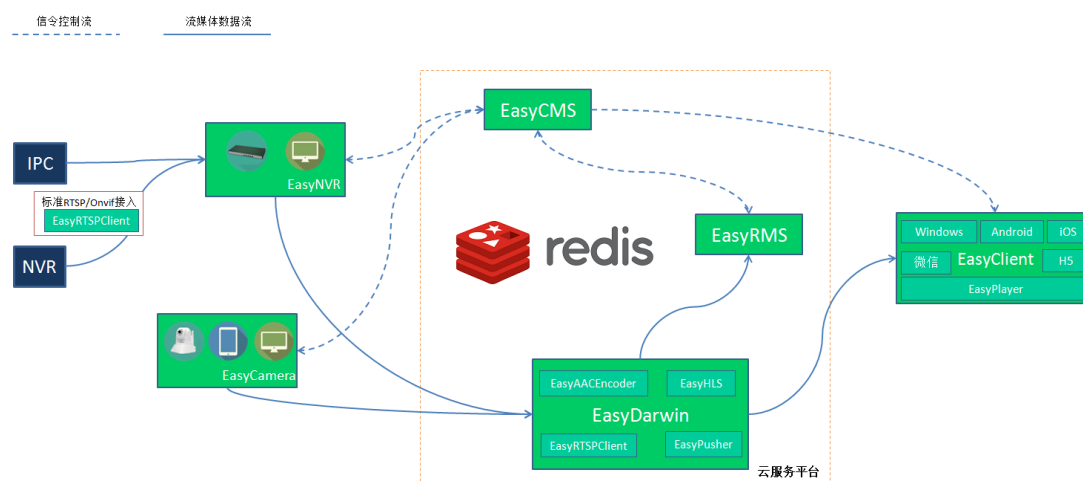 信令控制流
流媒体数据流
EasyCMS
IPC
EasyNVR
标准RTSP/Onvif接入
EasyRTSPClient
NVR
redis
EasyRMS
Windows
Android
iOS
微信
EasyClient
H5
EasyPlayer
EasyCamera
EasyAACEncoder
EasyHLS
EasyDarwin
EasyRTSPClient
EasyPusher
云服务平台